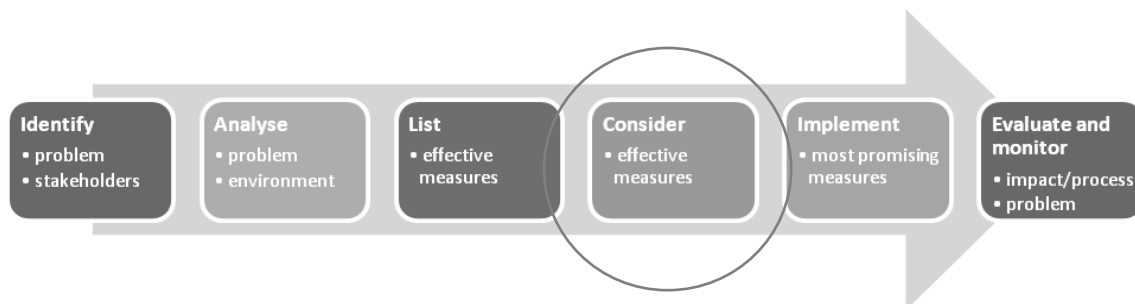 Identify
• problem
• stakeholders
Analyse
• problem
• environment
List
• effective
measures
Consider
• effective
measures
Implement
• most promising
measures
Evaluate and
monitor
• impact/process
• problem